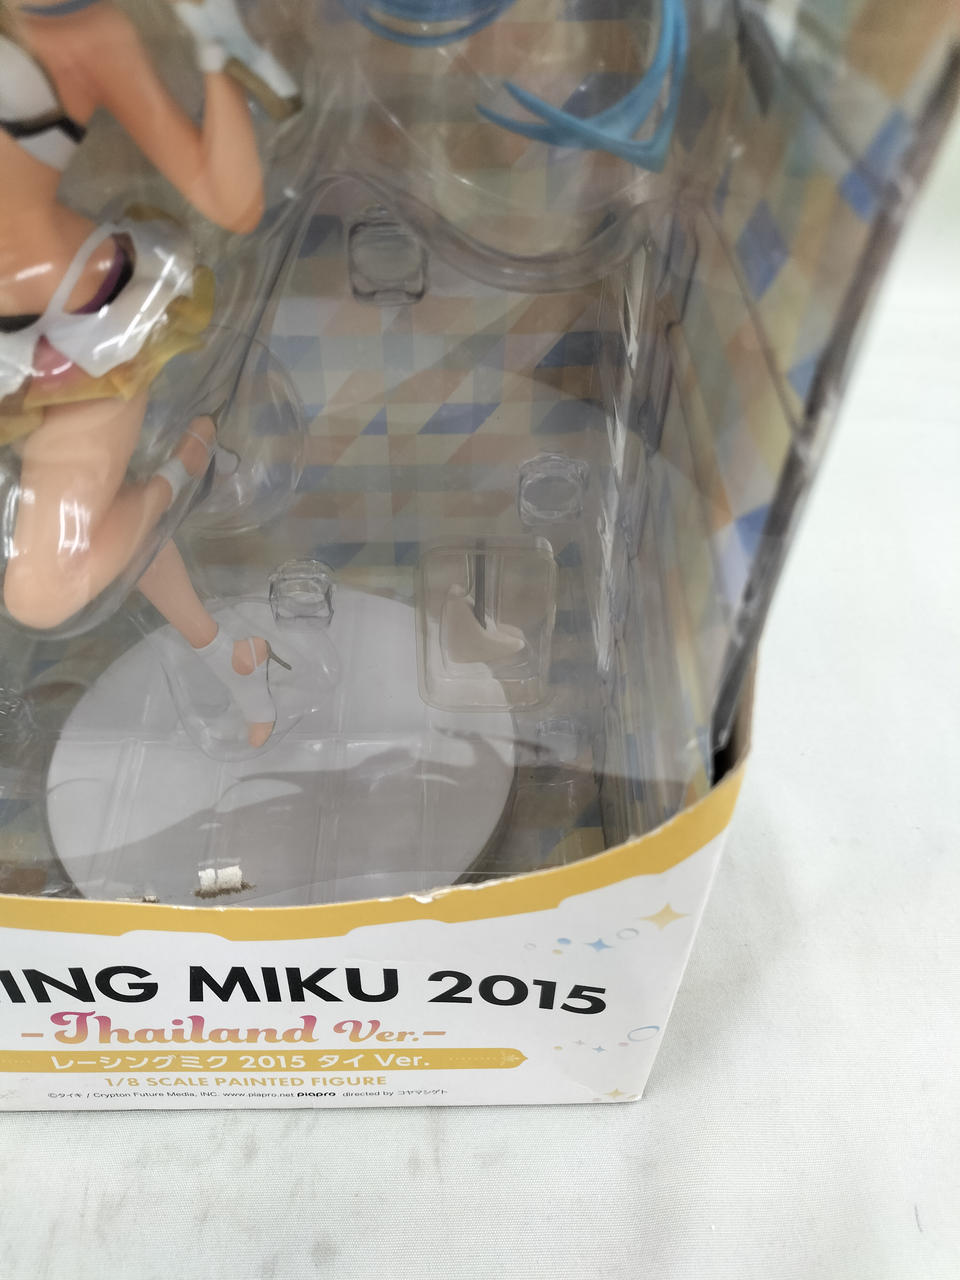 ING MIKU 2015
-Thailand Ver.-
レーシングミク 2015 タイ Ver.
1/8 SCALE PAINTED FIGURE
©タイキ / Crypton Future Media, INC. www.piapro.net piapro directed by コヤマシゲト